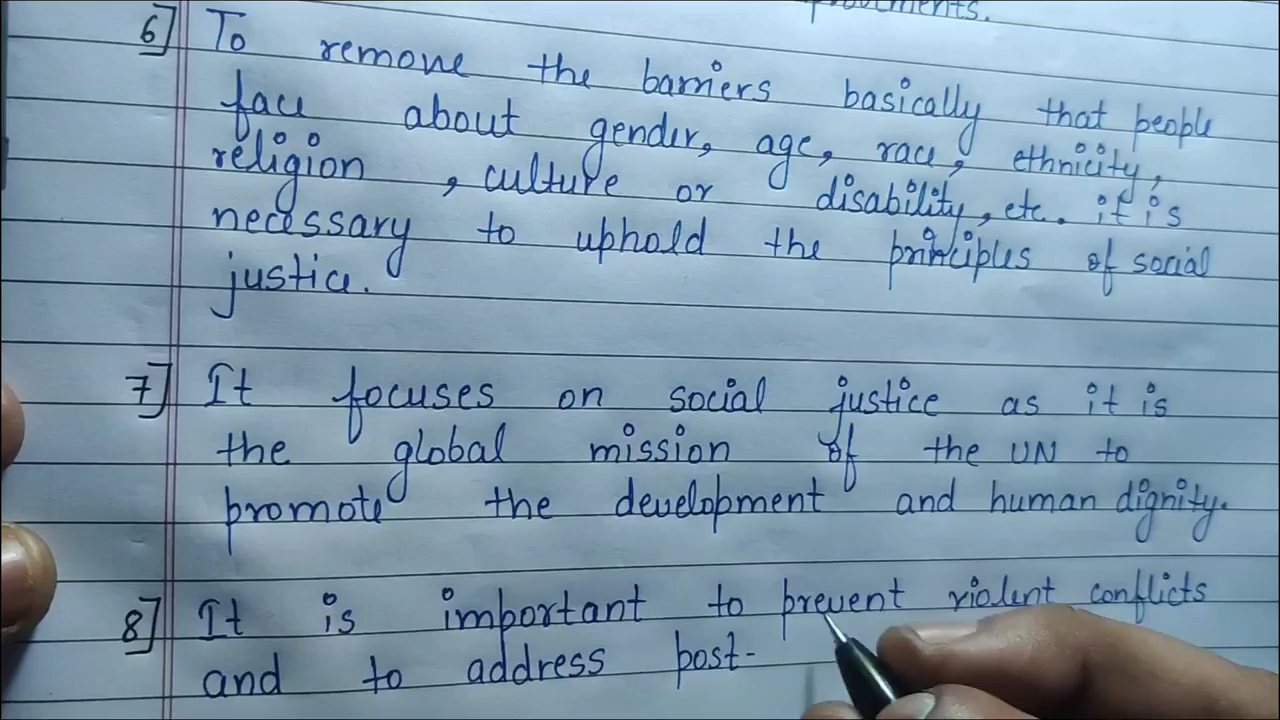 6] To remove the barriers basically that people
face about gender, age, race, ethnicity,
religion, culture or disability, etc. it is
necessary to uphold the principles of social
justice.
7] It focuses on social justice as it is
the global mission of the UN to
promote the development and human dignity.
8] It is important to prevent violent conflicts
and to address post-